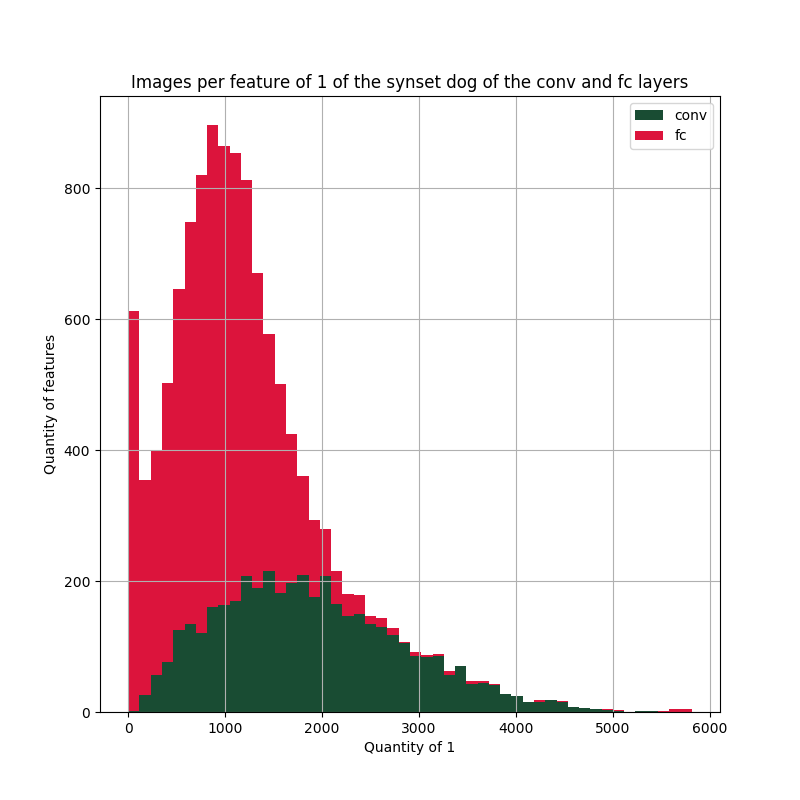 Images per feature of 1 of the synset dog of the conv and fc layers
conv
fc
800
600
400
200
0
Quantity of features
0 1000 2000 3000 4000 5000 6000
Quantity of 1